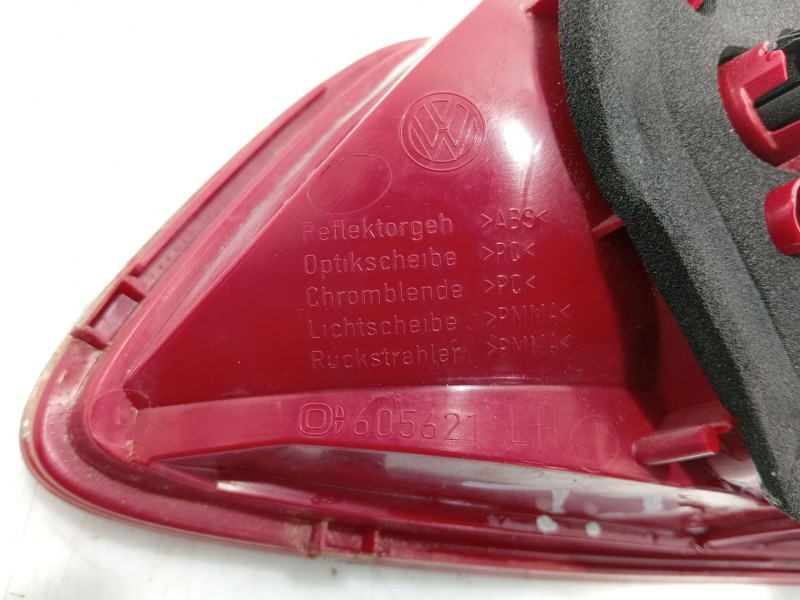 Reflektorgeh >ABS<
Optikscheibe >PC<
Chromblende >PC<
Lichtscheibe >PMMA<
Rückstrahler >PMMA<
605621 LH